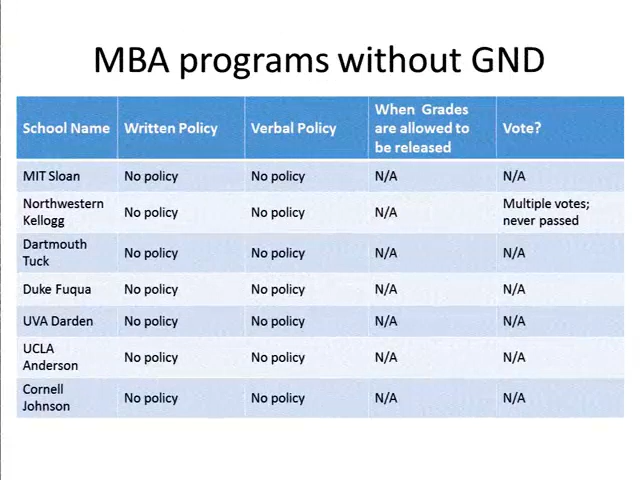 MBA programs without GND
School Name Written Policy Verbal Policy When Grades are allowed to be released Vote?
MIT Sloan No policy No policy N/A N/A
Northwestern Kellogg No policy No policy N/A Multiple votes; never passed
Dartmouth Tuck No policy No policy N/A N/A
Duke Fuqua No policy No policy N/A N/A
UVA Darden No policy No policy N/A N/A
UCLA Anderson No policy No policy N/A N/A
Cornell Johnson No policy No policy N/A N/A